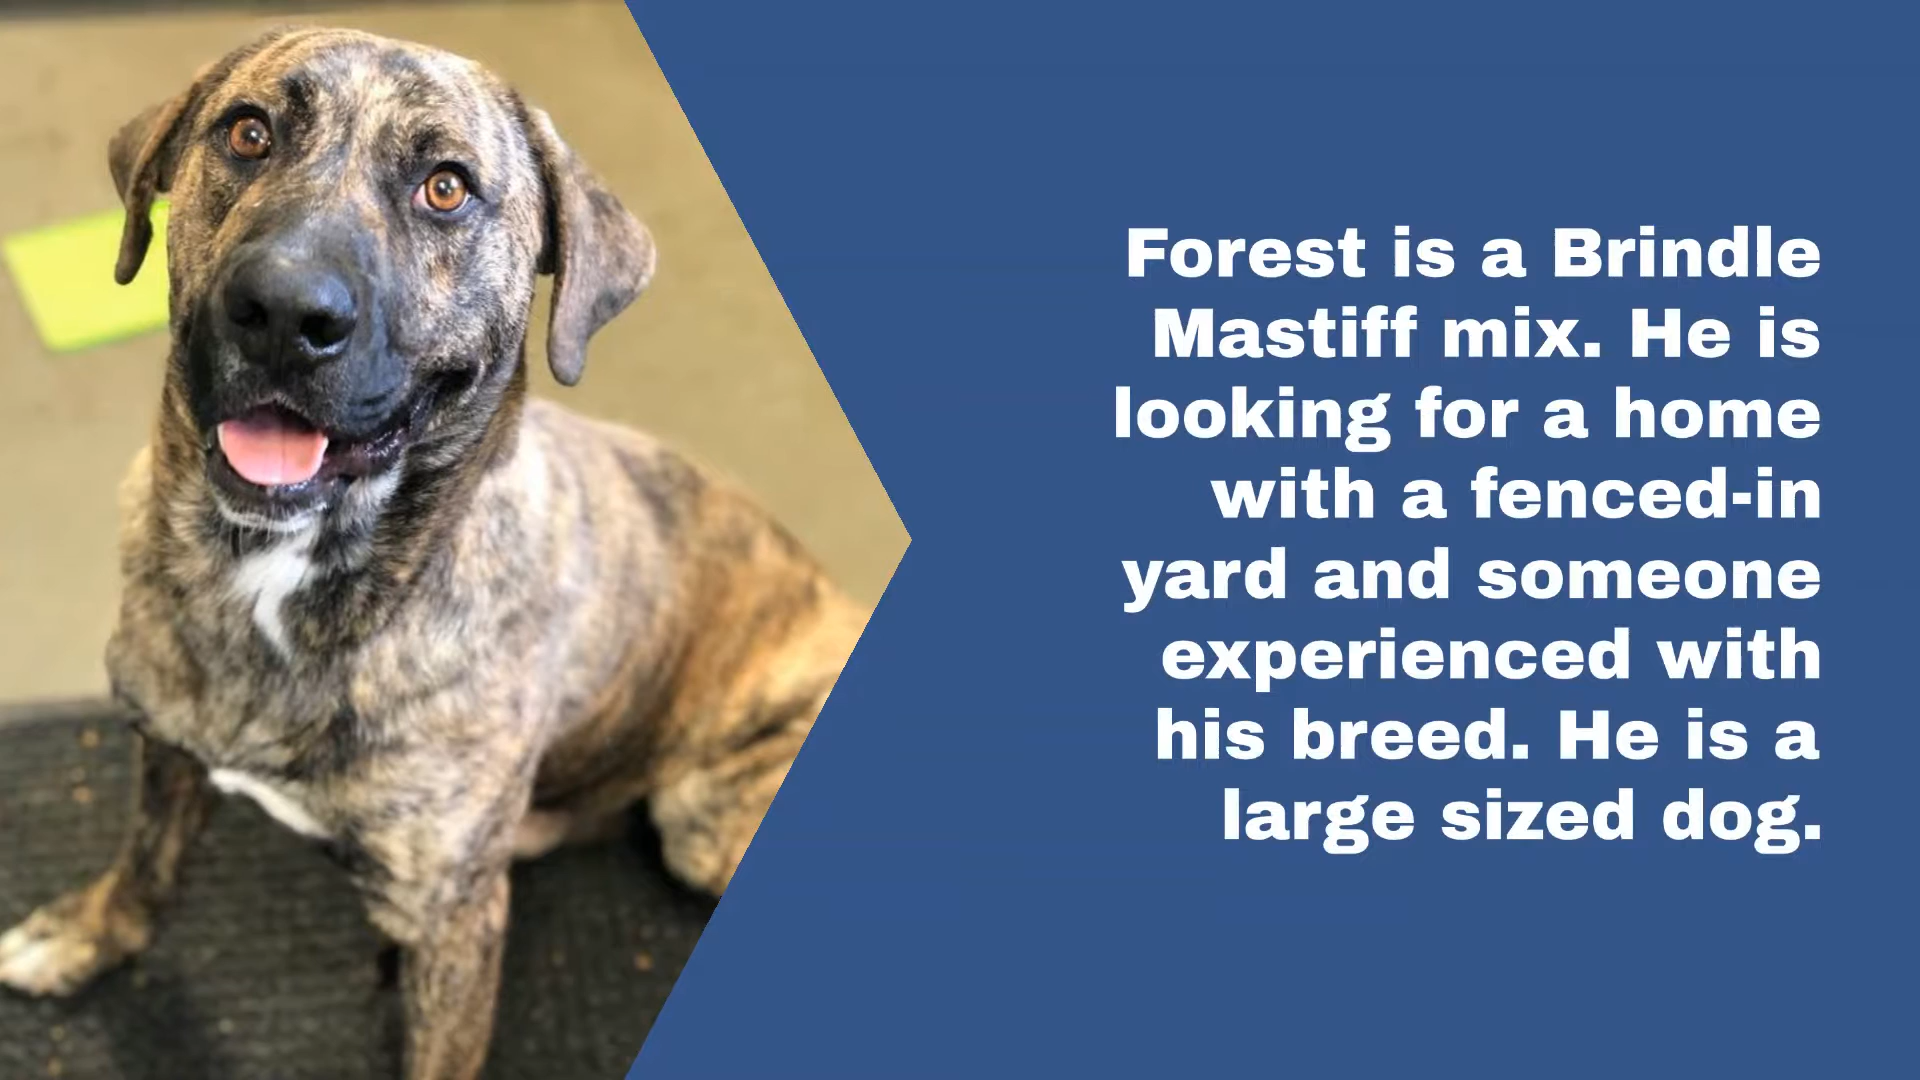 Forest is a Brindle
Mastiff mix. He is
looking for a home
with a fenced-in
yard and someone
experienced with
his breed. He is a
large sized dog.